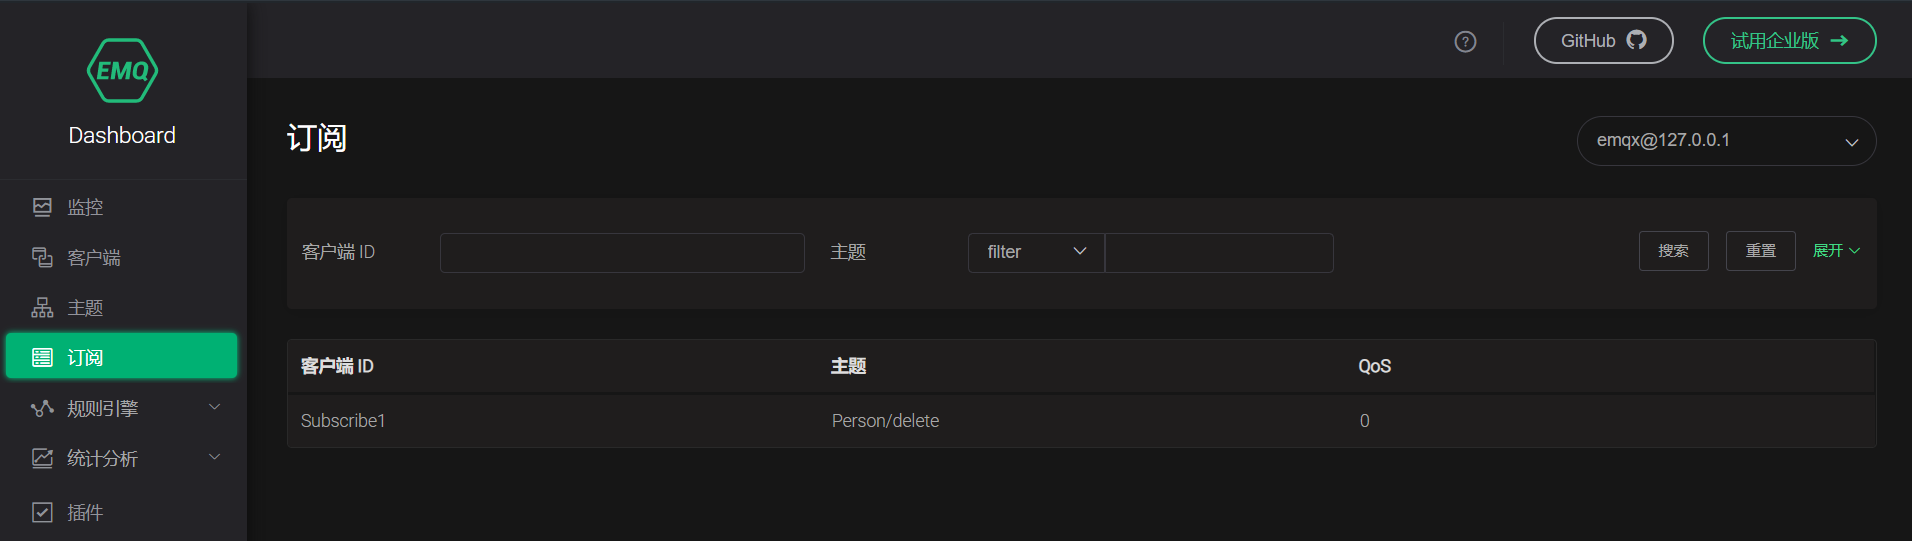 EMQ
Dashboard
监控
客户端
主题
订阅
规则引擎
统计分析
插件
? GitHub 试用企业版 →
订阅
emqx@127.0.0.1
客户端 ID 主题 filter 搜索 重置 展开
客户端 ID 主题 QoS
Subscribe1 Person/delete 0